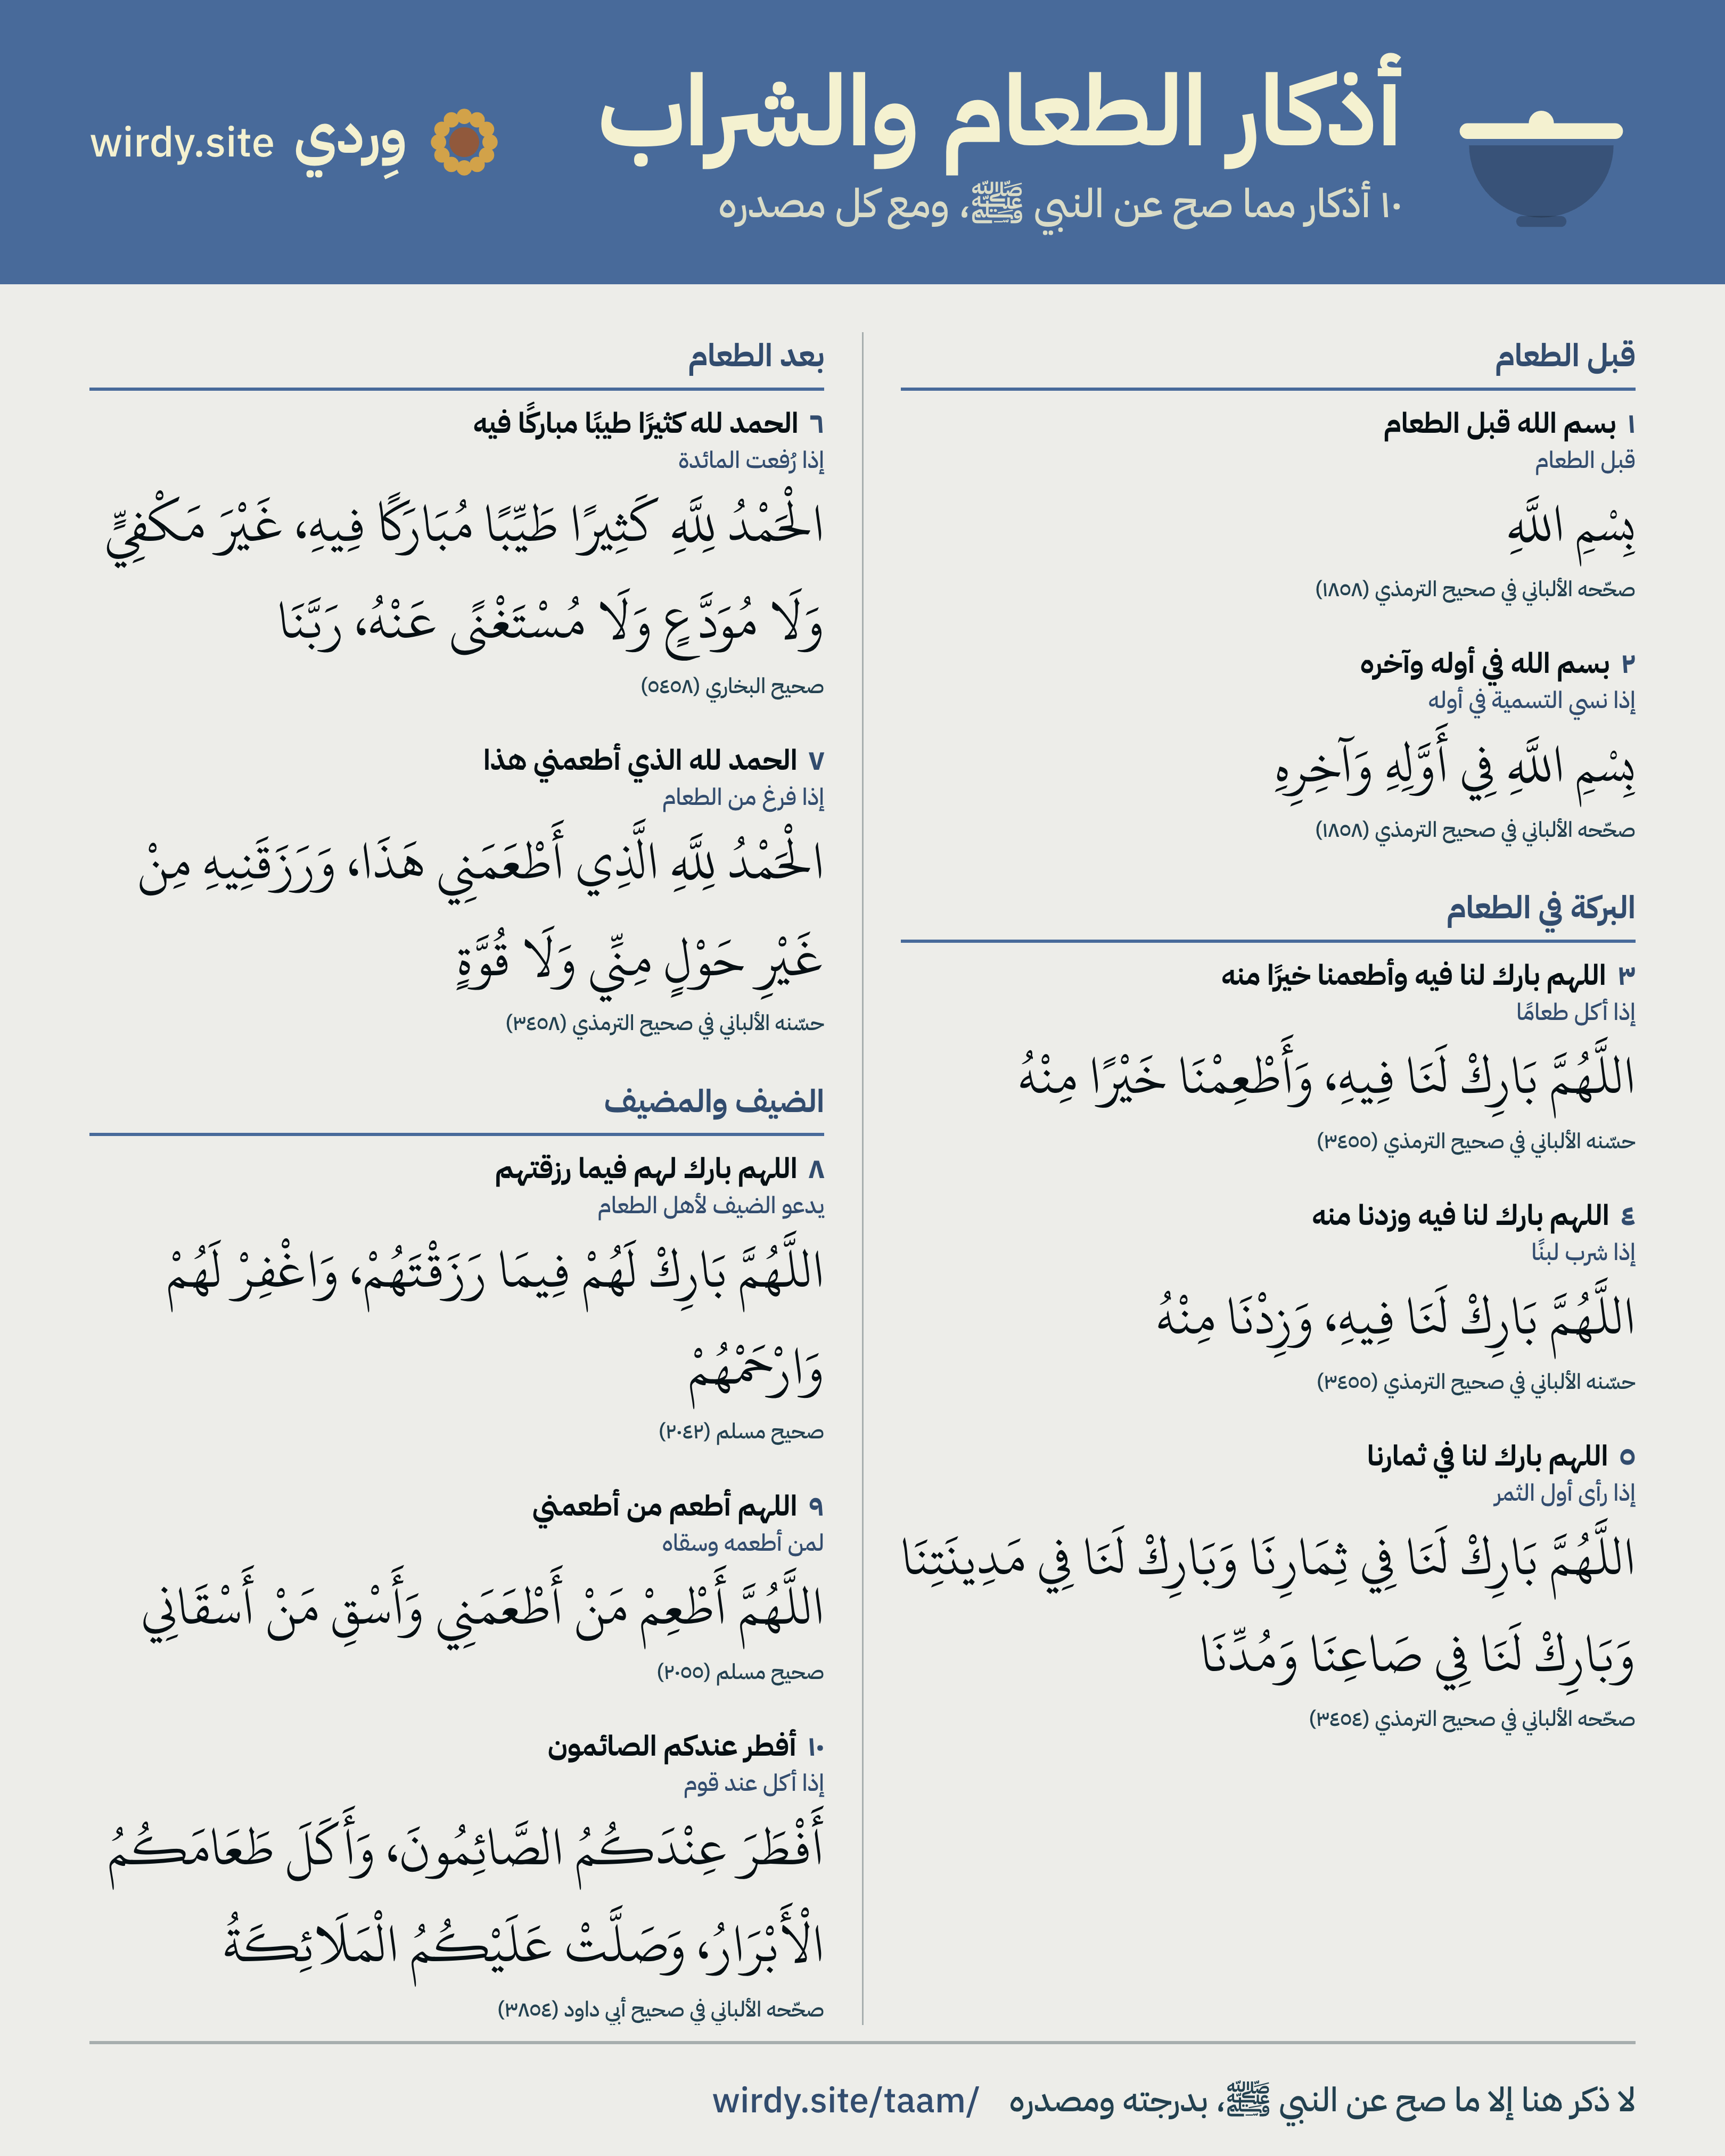 أذكار الطعام والشراب
١٠ أذكار مما صح عن النبي ﷺ، ومع كل مصدره
وِردي wirdy.site
قبل الطعام
١ بسم الله قبل الطعام
قبل الطعام
بِسْمِ اللَّهِ
صحّحه الألباني في صحيح الترمذي (١٨٥٨)
٢ بسم الله في أوله وآخره
إذا نسي التسمية في أوله
بِسْمِ اللَّهِ فِي أَوَّلِهِ وَآخِرِهِ
صحّحه الألباني في صحيح الترمذي (١٨٥٨)
البركة في الطعام
٣ اللهم بارك لنا فيه وأطعمنا خيرًا منه
إذا أكل طعامًا
اللَّهُمَّ بَارِكْ لَنَا فِيهِ، وَأَطْعِمْنَا خَيْرًا مِنْهُ
حسّنه الألباني في صحيح الترمذي (٣٤٥٥)
٤ اللهم بارك لنا فيه وزدنا منه
إذا شرب لبنًا
اللَّهُمَّ بَارِكْ لَنَا فِيهِ، وَزِدْنَا مِنْهُ
حسّنه الألباني في صحيح الترمذي (٣٤٥٥)
٥ اللهم بارك لنا في ثمارنا
إذا رأى أول الثمر
اللَّهُمَّ بَارِكْ لَنَا فِي ثِمَارِنَا وَبَارِكْ لَنَا فِي مَدِينَتِنَا
وَبَارِكْ لَنَا فِي صَاعِنَا وَمُدِّنَا
صحّحه الألباني في صحيح الترمذي (٣٤٥٤)
بعد الطعام
٦ الحمد لله كثيرًا طيبًا مباركًا فيه
إذا رُفعت المائدة
الْحَمْدُ لِلَّهِ كَثِيرًا طَيِّبًا مُبَارَكًا فِيهِ، غَيْرَ مَكْفِيٍّ
وَلَا مُوَدَّعٍ وَلَا مُسْتَغْنًى عَنْهُ، رَبَّنَا
صحيح البخاري (٥٤٥٨)
٧ الحمد لله الذي أطعمني هذا
إذا فرغ من الطعام
الْحَمْدُ لِلَّهِ الَّذِي أَطْعَمَنِي هَذَا، وَرَزَقَنِيهِ مِنْ
غَيْرِ حَوْلٍ مِنِّي وَلَا قُوَّةٍ
حسّنه الألباني في صحيح الترمذي (٣٤٥٨)
الضيف والمضيف
٨ اللهم بارك لهم فيما رزقتهم
يدعو الضيف لأهل الطعام
اللَّهُمَّ بَارِكْ لَهُمْ فِيمَا رَزَقْتَهُمْ، وَاغْفِرْ لَهُمْ
وَارْحَمْهُمْ
صحيح مسلم (٢٠٤٢)
٩ اللهم أطعم من أطعمني
لمن أطعمه وسقاه
اللَّهُمَّ أَطْعِمْ مَنْ أَطْعَمَنِي وَأَسْقِ مَنْ أَسْقَانِي
صحيح مسلم (٢٠٥٥)
١٠ أفطر عندكم الصائمون
إذا أكل عند قوم
أَفْطَرَ عِنْدَكُمُ الصَّائِمُونَ، وَأَكَلَ طَعَامَكُمُ
الْأَبْرَارُ، وَصَلَّتْ عَلَيْكُمُ الْمَلَائِكَةُ
صحّحه الألباني في صحيح أبي داود (٣٨٥٤)
لا ذكر هنا إلا ما صح عن النبي ﷺ، بدرجته ومصدره wirdy.site/taam/